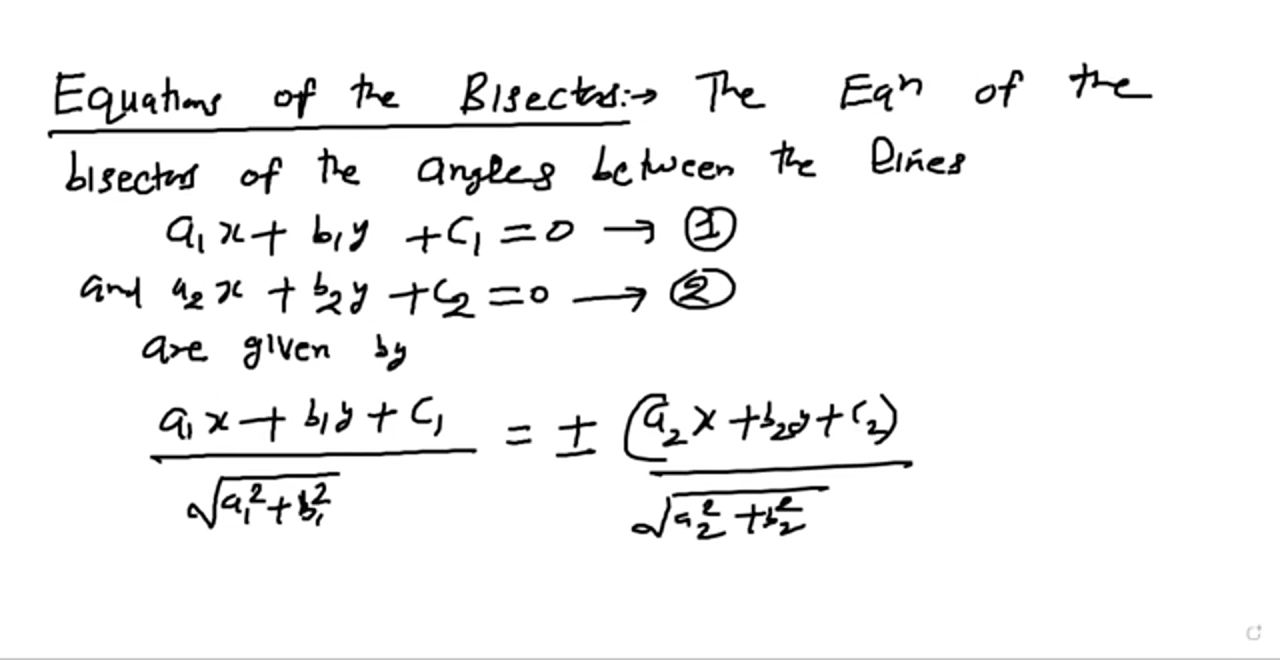 Equations of the Bisectors:→ The Eqn of the
bisectors of the angles between the lines
a₁x + b₁y + c₁ = 0 → ①
and a₂x + b₂y + c₂ = 0 → ②
are given by
(a₁x + b₁y + c₁)/√(a₁² + b₁²) = ± (a₂x + b₂y + c₂)/√(a₂² + b₂²)